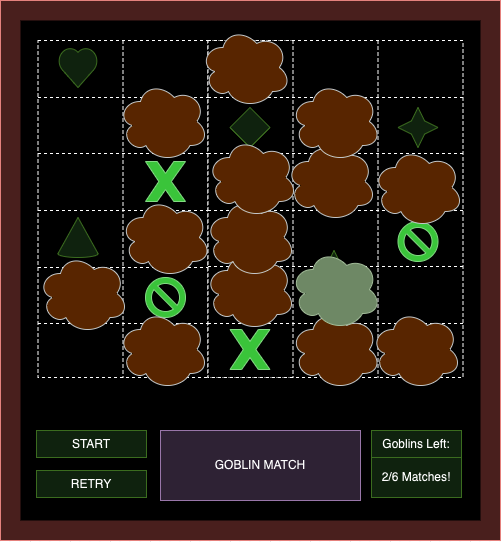 X
X
START
GOBLIN MATCH
Goblins Left:
RETRY
2/6 Matches!